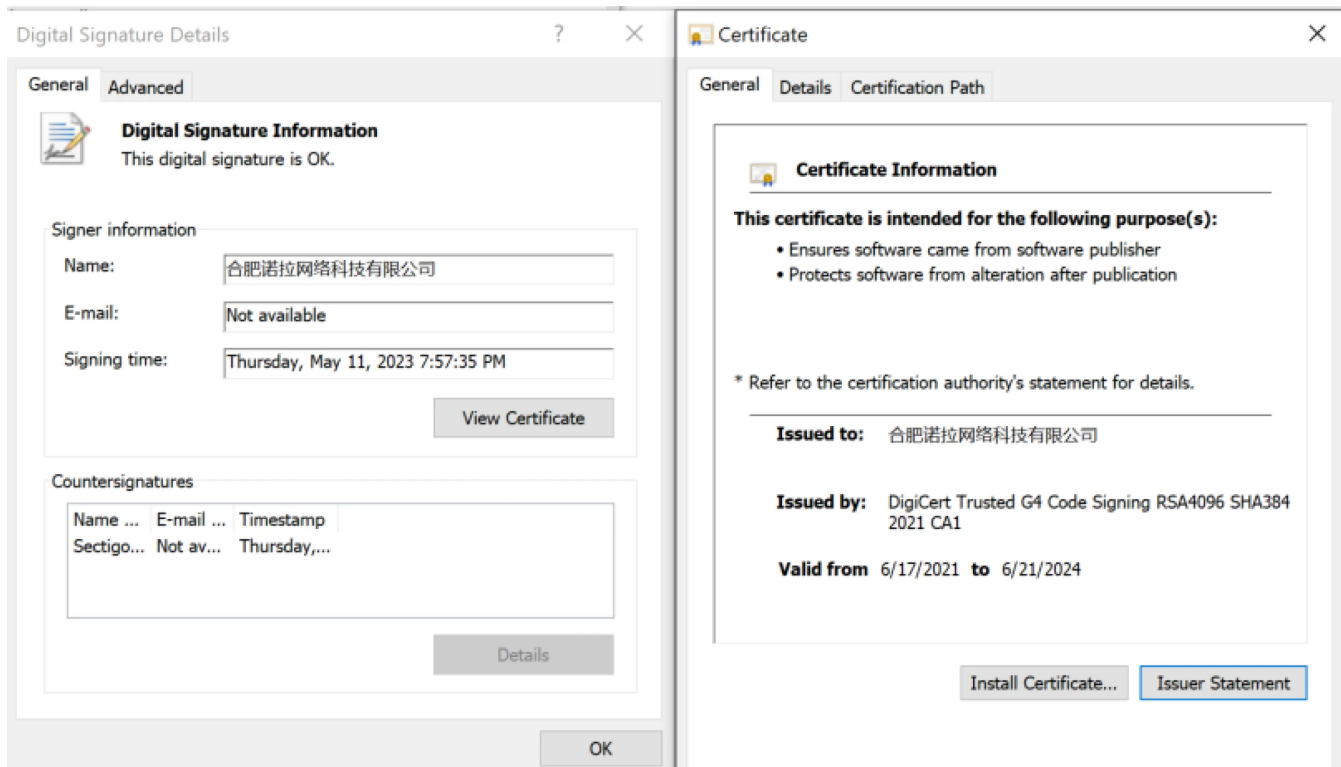 Digital Signature Details
?
General
Advanced
Digital Signature Information
This digital signature is OK.
Signer information
Name:
合肥诺拉网络科技有限公司
E-mail:
Not available
Signing time:
Thursday, May 11, 2023 7:57:35 PM
View Certificate
Countersignatures
Name ... E-mail ... Timestamp
Sectigo... Not av... Thursday,...
Details
OK
Certificate
General
Details
Certification Path
Certificate Information
This certificate is intended for the following purpose(s):
• Ensures software came from software publisher
• Protects software from alteration after publication
* Refer to the certification authority's statement for details.
Issued to: 合肥诺拉网络科技有限公司
Issued by: DigiCert Trusted G4 Code Signing RSA4096 SHA384
2021 CA1
Valid from 6/17/2021 to 6/21/2024
Install Certificate...
Issuer Statement